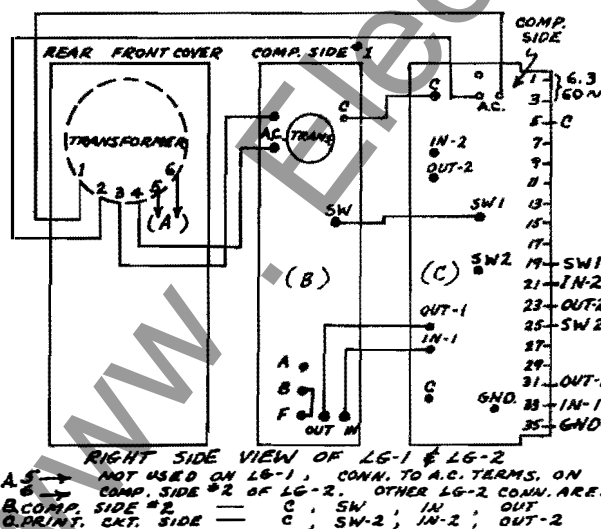 COMP.
SIDE
REAR FRONT COVER COMP. SIDE #1
TRANSFORMER
1 2 3 4 5 6
(A)
C
A.C. TRANS.
SW
(B)
A
B
F
OUT IN
C
A.C.
IN-2
OUT-2
SW1
SW2
(C)
OUT-1
IN-1
C
GND.
1 } 6.3
3 } 60~
5 C
7
9
11
13
15
17
19 SW1
21 IN-2
23 OUT-2
25 SW2
27
29
31 OUT-1
33 IN-1
35 GND
RIGHT SIDE VIEW OF LG-1 & LG-2
A. 5 → NOT USED ON LG-1, CONN. TO A.C. TERMS. ON
6 → COMP. SIDE #2 OF LG-2. OTHER LG-2 CONN. ARE:
B. COMP. SIDE #2 — C, SW, IN, OUT
C. PRINT. CKT. SIDE — C, SW-2, IN-2, OUT-2
www.Elec